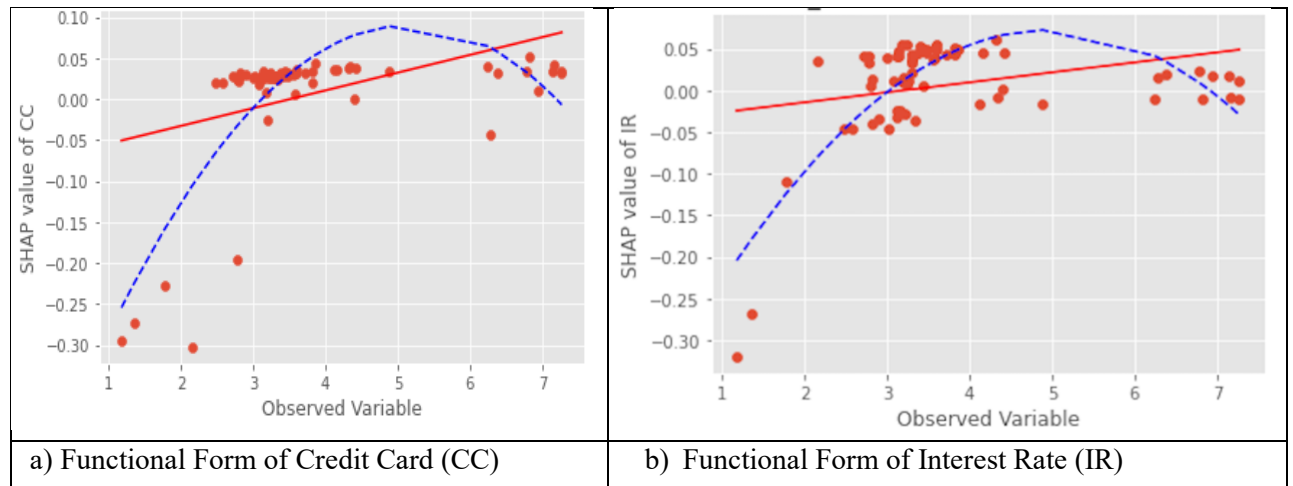 0.10
0.05
0.00
−0.05
−0.10
−0.15
−0.20
−0.25
−0.30
SHAP value of CC
1 2 3 4 5 6 7
Observed Variable
0.05
0.00
−0.05
−0.10
−0.15
−0.20
−0.25
−0.30
SHAP value of IR
1 2 3 4 5 6 7
Observed Variable
a) Functional Form of Credit Card (CC)
b) Functional Form of Interest Rate (IR)